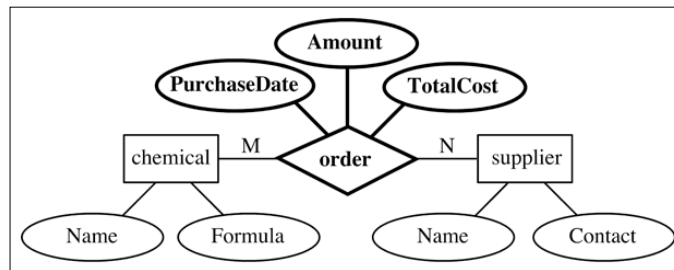 Amount
PurchaseDate
TotalCost
chemical
M
order
N
supplier
Name
Formula
Name
Contact